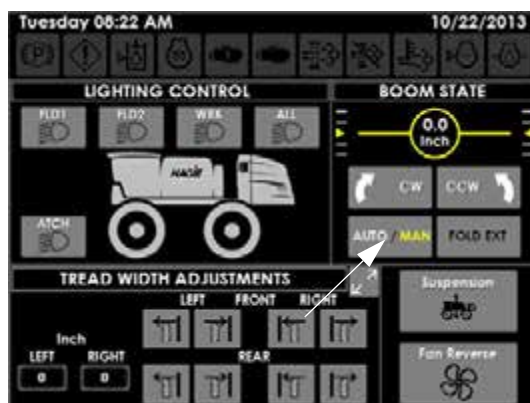 Tuesday 08:22 AM 10/22/2013
LIGHTING CONTROL
BOOM STATE
FLD1 FLD2 WRK ALL
0.0
Inch
HAGIE
CW CCW
ATCH
AUTO / MAN FOLD EXT
TREAD WIDTH ADJUSTMENTS
LEFT FRONT RIGHT
Suspension
Inch
LEFT RIGHT
REAR
0 0
Fan Reverse